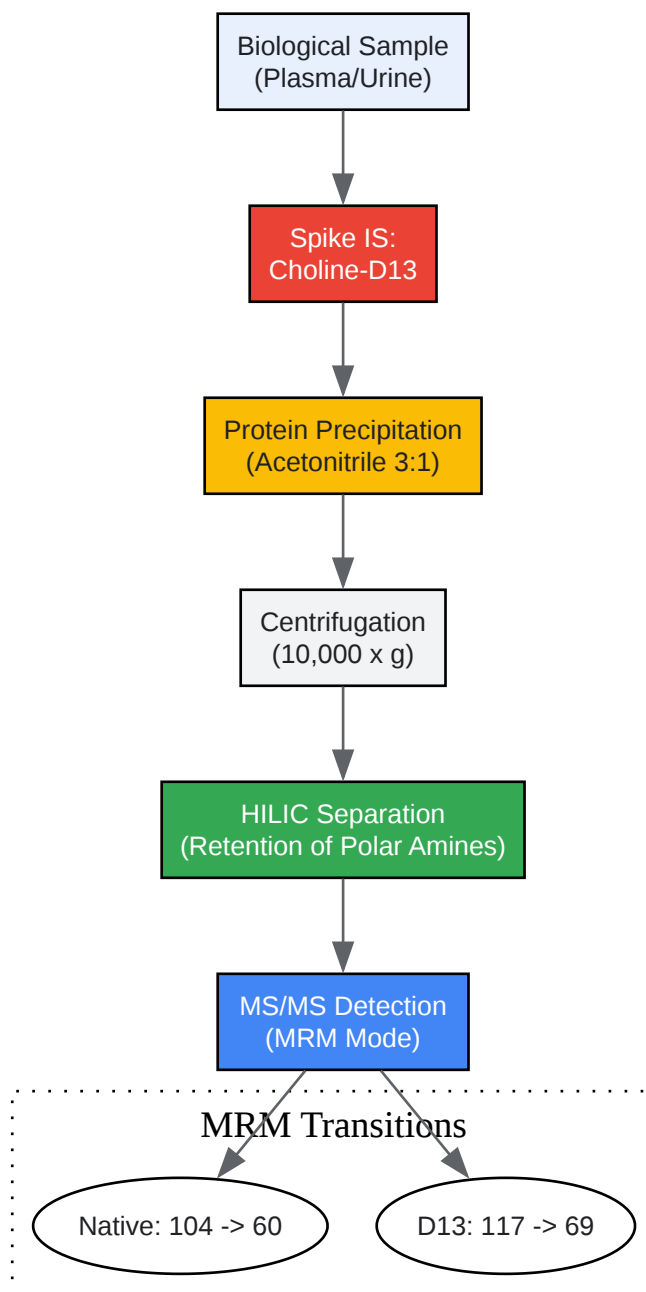 Biological Sample
(Plasma/Urine)
Spike IS:
Choline-D13
Protein Precipitation
(Acetonitrile 3:1)
Centrifugation
(10,000 x g)
HILIC Separation
(Retention of Polar Amines)
MS/MS Detection
(MRM Mode)
MRM Transitions
Native: 104 -> 60
D13: 117 -> 69